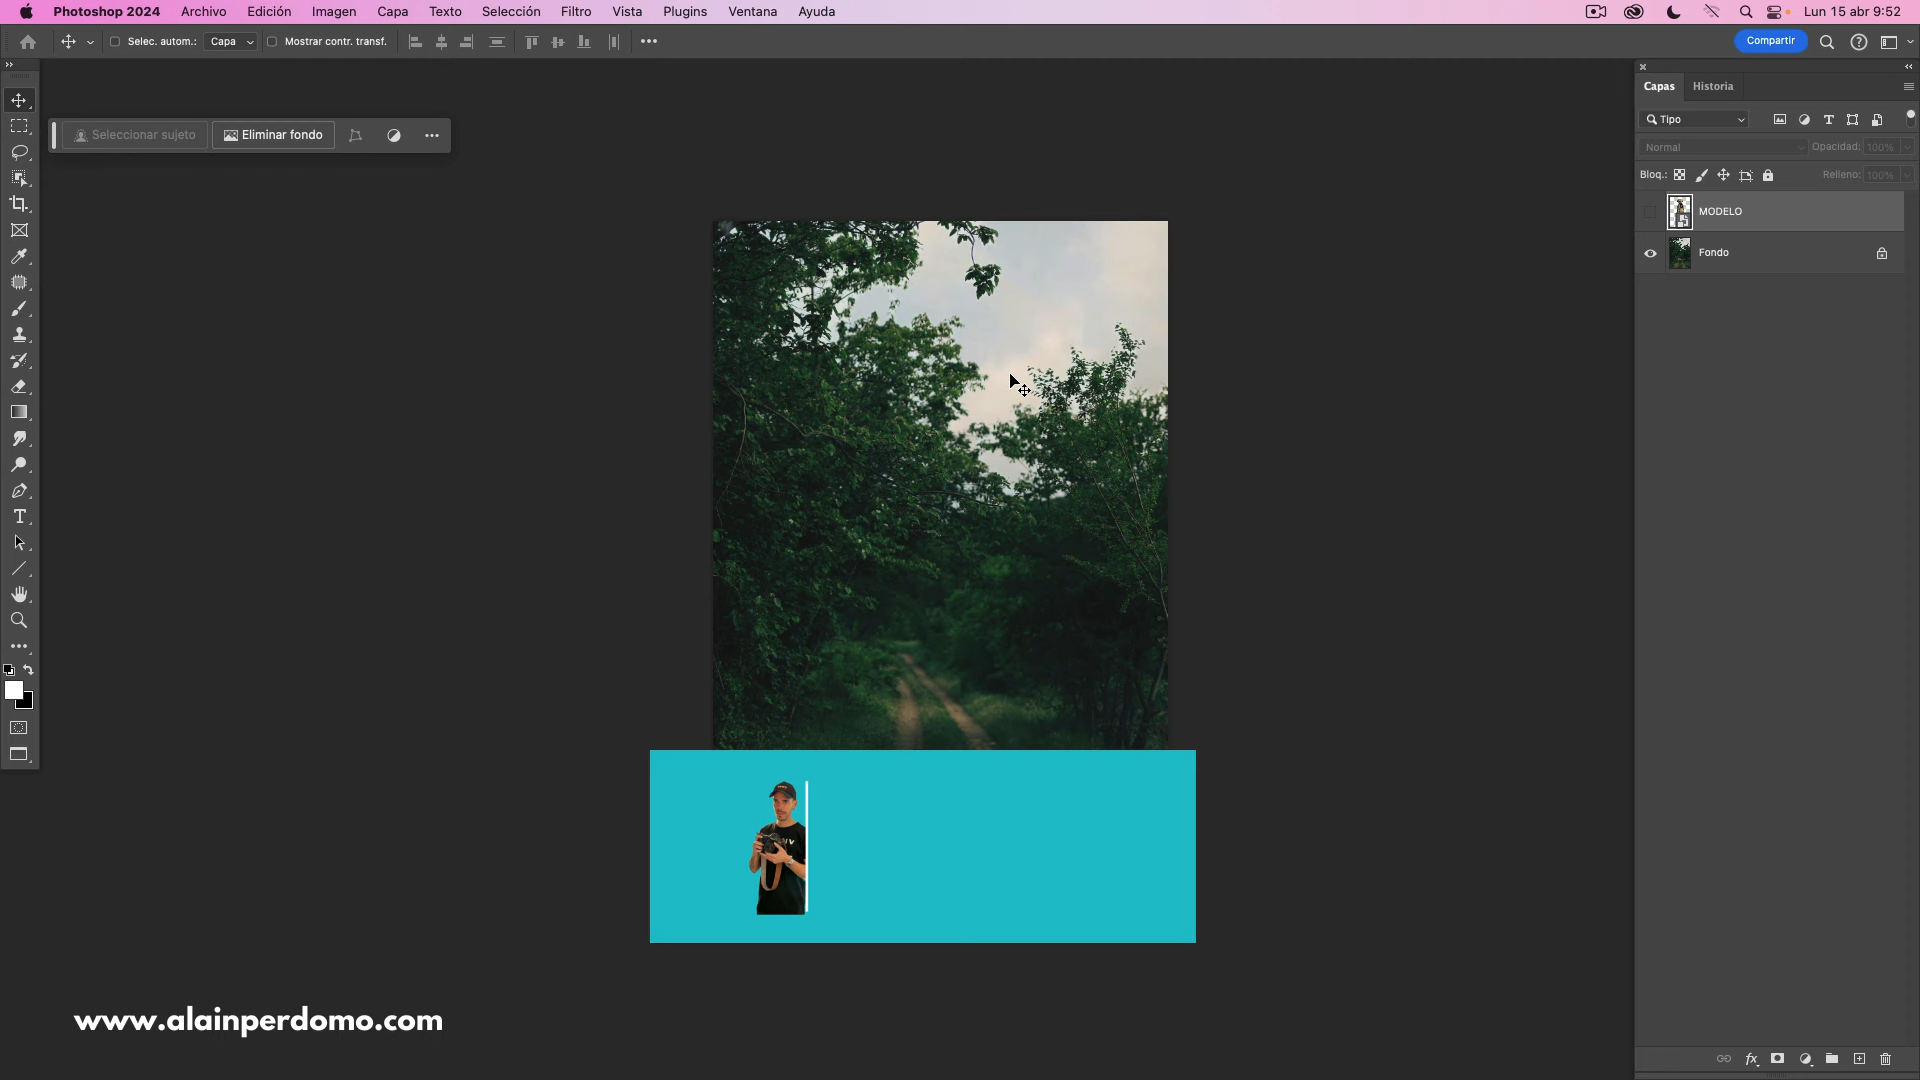 Photoshop 2024 Archivo Edición Imagen Capa Texto Selección Filtro Vista Plugins Ventana Ayuda Lun 15 abr 9:52
Selec. autom.: Capa Mostrar contr. transf. Compartir
Capas Historia
Tipo
Seleccionar sujeto Eliminar fondo
Normal Opacidad: 100%
Bloq.: Relleno: 100%
MODELO
Fondo
www.alainperdomo.com